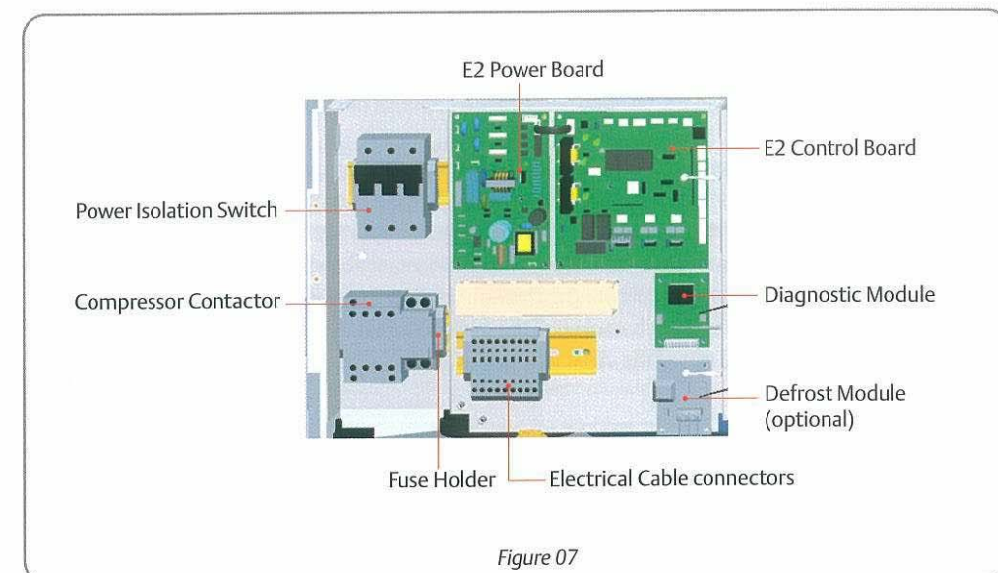 E2 Power Board
E2 Control Board
Power Isolation Switch
Compressor Contactor
Diagnostic Module
Defrost Module
(optional)
Fuse Holder
Electrical Cable connectors
Figure 07